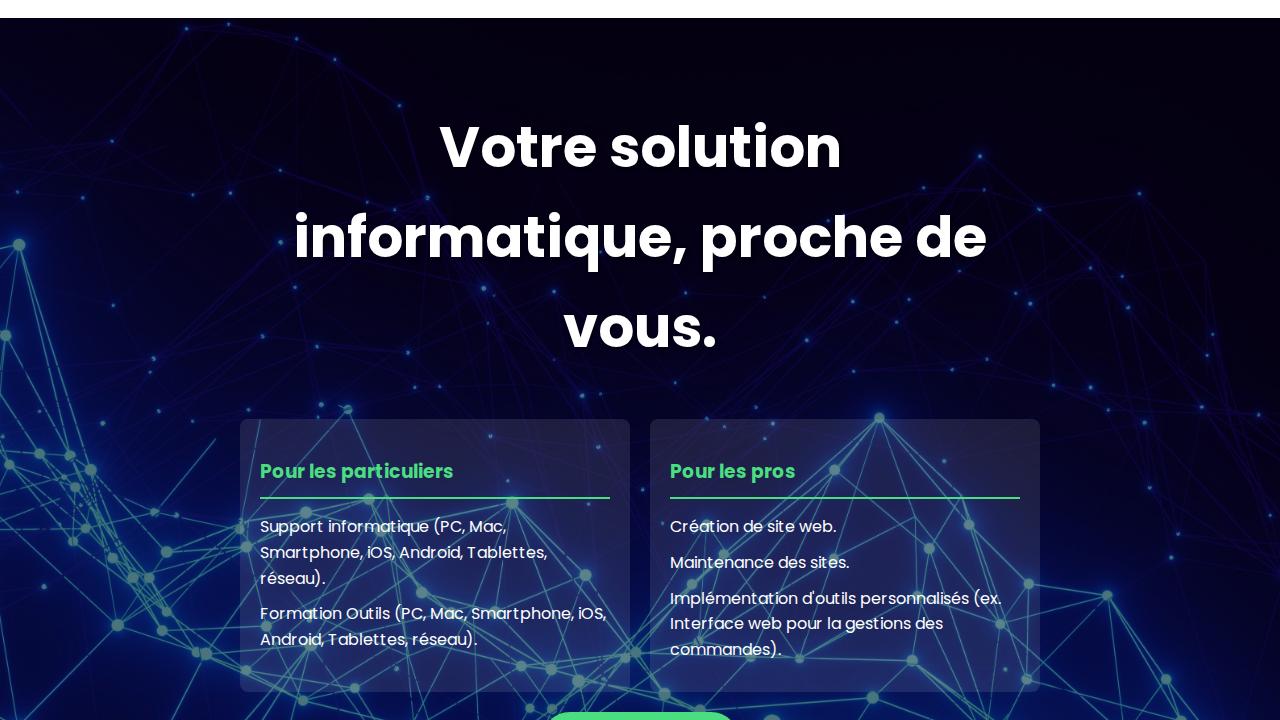 Votre solution
informatique, proche de
vous.
Pour les particuliers
Support informatique (PC, Mac,
Smartphone, iOS, Android, Tablettes,
réseau).
Formation Outils (PC, Mac, Smartphone, iOS,
Android, Tablettes, réseau).
Pour les pros
Création de site web.
Maintenance des sites.
Implémentation d'outils personnalisés (ex.
Interface web pour la gestions des
commandes).